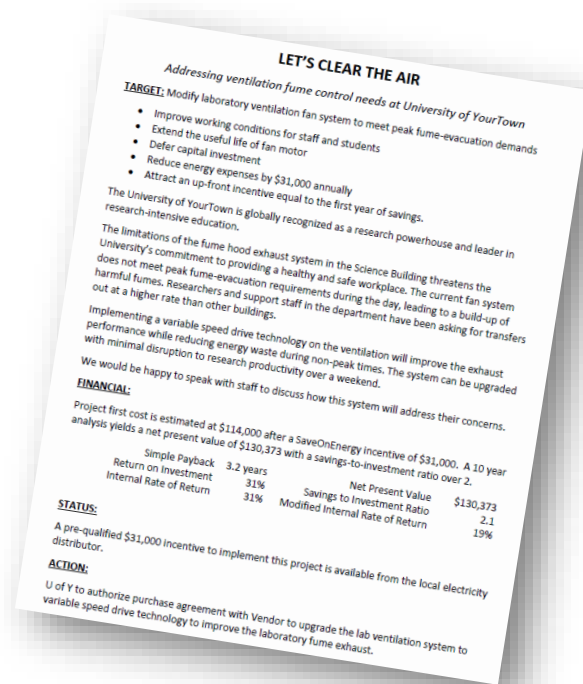 LET'S CLEAR THE AIR
Addressing ventilation fume control needs at University of YourTown
TARGET: Modify laboratory ventilation fan system to meet peak fume-evacuation demands
• Improve working conditions for staff and students
• Extend the useful life of fan motor
• Defer capital investment
• Reduce energy expenses by $31,000 annually
• Attract an up-front incentive equal to the first year of savings.
The University of YourTown is globally recognized as a research powerhouse and leader in
research-intensive education.
The limitations of the fume hood exhaust system in the Science Building threatens the
University's commitment to providing a healthy and safe workplace. The current fan system
does not meet peak fume-evacuation requirements during the day, leading to a build-up of
harmful fumes. Researchers and support staff in the department have been asking for transfers
out at a higher rate than other buildings.
Implementing a variable speed drive technology on the ventilation will improve the exhaust
performance while reducing energy waste during non-peak times. The system can be upgraded
with minimal disruption to research productivity over a weekend.
We would be happy to speak with staff to discuss how this system will address their concerns.
FINANCIAL:
Project first cost is estimated at $114,000 after a SaveOnEnergy incentive of $31,000. A 10 year
analysis yields a net present value of $130,373 with a savings-to-investment ratio over 2.
Simple Payback 3.2 years Net Present Value $130,373
Return on Investment 31% Savings to Investment Ratio 2.1
Internal Rate of Return 31% Modified Internal Rate of Return 19%
STATUS:
A pre-qualified $31,000 incentive to implement this project is available from the local electricity
distributor.
ACTION:
U of Y to authorize purchase agreement with Vendor to upgrade the lab ventilation system to
variable speed drive technology to improve the laboratory fume exhaust.